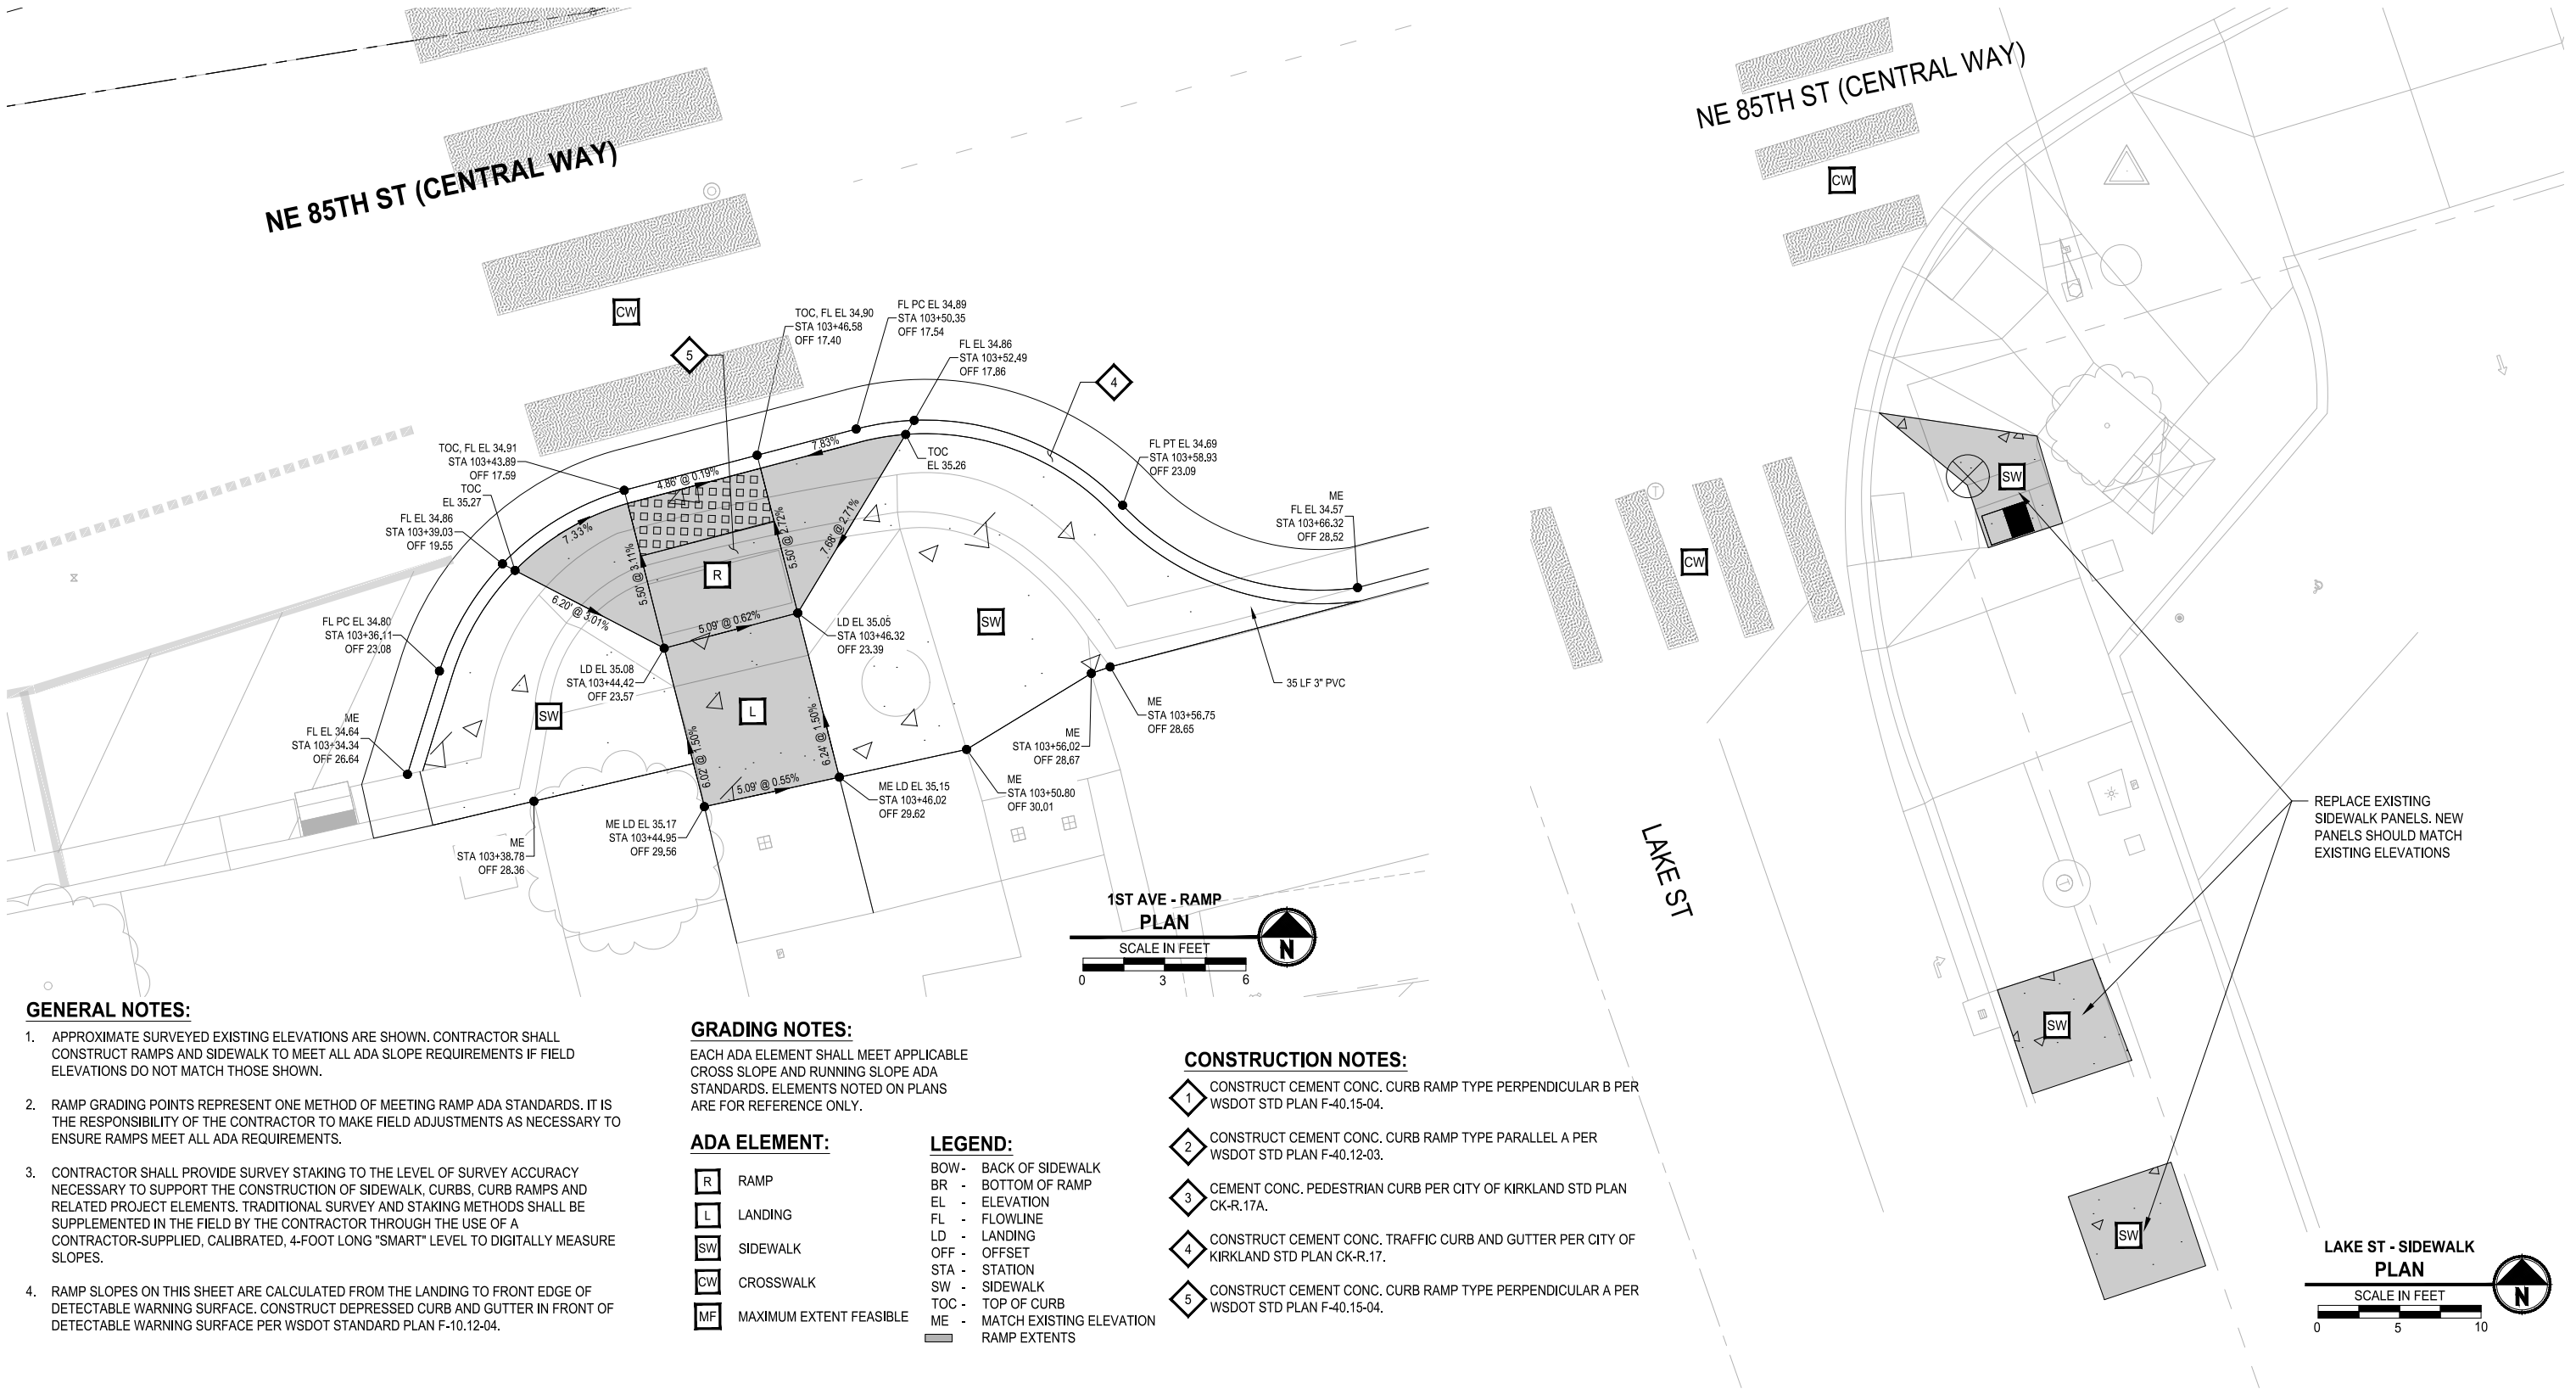 NE 85TH ST (CENTRAL WAY)
CW
5
TOC, FL EL 34.90
STA 103+46.58
OFF 17.40
FL PC EL 34.89
STA 103+50.35
OFF 17.54
FL EL 34.86
STA 103+52.49
OFF 17.86
4
TOC, FL EL 34.91
STA 103+43.89
OFF 17.59
TOC
EL 35.27
FL EL 34.86
STA 103+39.03
OFF 19.55
7.83%
4.86' @ 0.19%
7.33%
TOC
EL 35.26
FL PT EL 34.69
STA 103+58.93
OFF 23.09
ME
FL EL 34.57
STA 103+66.32
OFF 28.52
5.50' @ 3.11%
5.50' @ 2.72%
7.68' @ 2.71%
R
6.20' @ 3.01%
5.09' @ 0.62%
FL PC EL 34.80
STA 103+36.11
OFF 23.08
LD EL 35.05
STA 103+46.32
OFF 23.39
SW
LD EL 35.08
STA 103+44.42
OFF 23.57
35 LF 3" PVC
SW
L
ME
FL EL 34.64
STA 103+34.34
OFF 26.64
6.02' @ 1.50%
6.24' @ 1.50%
5.09' @ 0.55%
ME
STA 103+56.75
OFF 28.65
ME
STA 103+56.02
OFF 28.67
ME
STA 103+50.80
OFF 30.01
ME LD EL 35.15
STA 103+46.02
OFF 29.62
ME LD EL 35.17
STA 103+44.95
OFF 29.56
ME
STA 103+38.78
OFF 28.36
1ST AVE - RAMP
PLAN
SCALE IN FEET
N
0 3 6
NE 85TH ST (CENTRAL WAY)
CW
SW
T
CW
LAKE ST
REPLACE EXISTING
SIDEWALK PANELS. NEW
PANELS SHOULD MATCH
EXISTING ELEVATIONS
SW
SW
LAKE ST - SIDEWALK
PLAN
SCALE IN FEET
N
0 5 10
GENERAL NOTES:
1. APPROXIMATE SURVEYED EXISTING ELEVATIONS ARE SHOWN. CONTRACTOR SHALL
CONSTRUCT RAMPS AND SIDEWALK TO MEET ALL ADA SLOPE REQUIREMENTS IF FIELD
ELEVATIONS DO NOT MATCH THOSE SHOWN.
2. RAMP GRADING POINTS REPRESENT ONE METHOD OF MEETING RAMP ADA STANDARDS. IT IS
THE RESPONSIBILITY OF THE CONTRACTOR TO MAKE FIELD ADJUSTMENTS AS NECESSARY TO
ENSURE RAMPS MEET ALL ADA REQUIREMENTS.
3. CONTRACTOR SHALL PROVIDE SURVEY STAKING TO THE LEVEL OF SURVEY ACCURACY
NECESSARY TO SUPPORT THE CONSTRUCTION OF SIDEWALK, CURBS, CURB RAMPS AND
RELATED PROJECT ELEMENTS. TRADITIONAL SURVEY AND STAKING METHODS SHALL BE
SUPPLEMENTED IN THE FIELD BY THE CONTRACTOR THROUGH THE USE OF A
CONTRACTOR-SUPPLIED, CALIBRATED, 4-FOOT LONG "SMART" LEVEL TO DIGITALLY MEASURE
SLOPES.
4. RAMP SLOPES ON THIS SHEET ARE CALCULATED FROM THE LANDING TO FRONT EDGE OF
DETECTABLE WARNING SURFACE. CONSTRUCT DEPRESSED CURB AND GUTTER IN FRONT OF
DETECTABLE WARNING SURFACE PER WSDOT STANDARD PLAN F-10.12-04.
GRADING NOTES:
EACH ADA ELEMENT SHALL MEET APPLICABLE
CROSS SLOPE AND RUNNING SLOPE ADA
STANDARDS. ELEMENTS NOTED ON PLANS
ARE FOR REFERENCE ONLY.
ADA ELEMENT:
R RAMP
L LANDING
SW SIDEWALK
CW CROSSWALK
MF MAXIMUM EXTENT FEASIBLE
LEGEND:
BOW - BACK OF SIDEWALK
BR - BOTTOM OF RAMP
EL - ELEVATION
FL - FLOWLINE
LD - LANDING
OFF - OFFSET
STA - STATION
SW - SIDEWALK
TOC - TOP OF CURB
ME - MATCH EXISTING ELEVATION
RAMP EXTENTS
CONSTRUCTION NOTES:
1 CONSTRUCT CEMENT CONC. CURB RAMP TYPE PERPENDICULAR B PER
WSDOT STD PLAN F-40.15-04.
2 CONSTRUCT CEMENT CONC. CURB RAMP TYPE PARALLEL A PER
WSDOT STD PLAN F-40.12-03.
3 CEMENT CONC. PEDESTRIAN CURB PER CITY OF KIRKLAND STD PLAN
CK-R.17A.
4 CONSTRUCT CEMENT CONC. TRAFFIC CURB AND GUTTER PER CITY OF
KIRKLAND STD PLAN CK-R.17.
5 CONSTRUCT CEMENT CONC. CURB RAMP TYPE PERPENDICULAR A PER
WSDOT STD PLAN F-40.15-04.